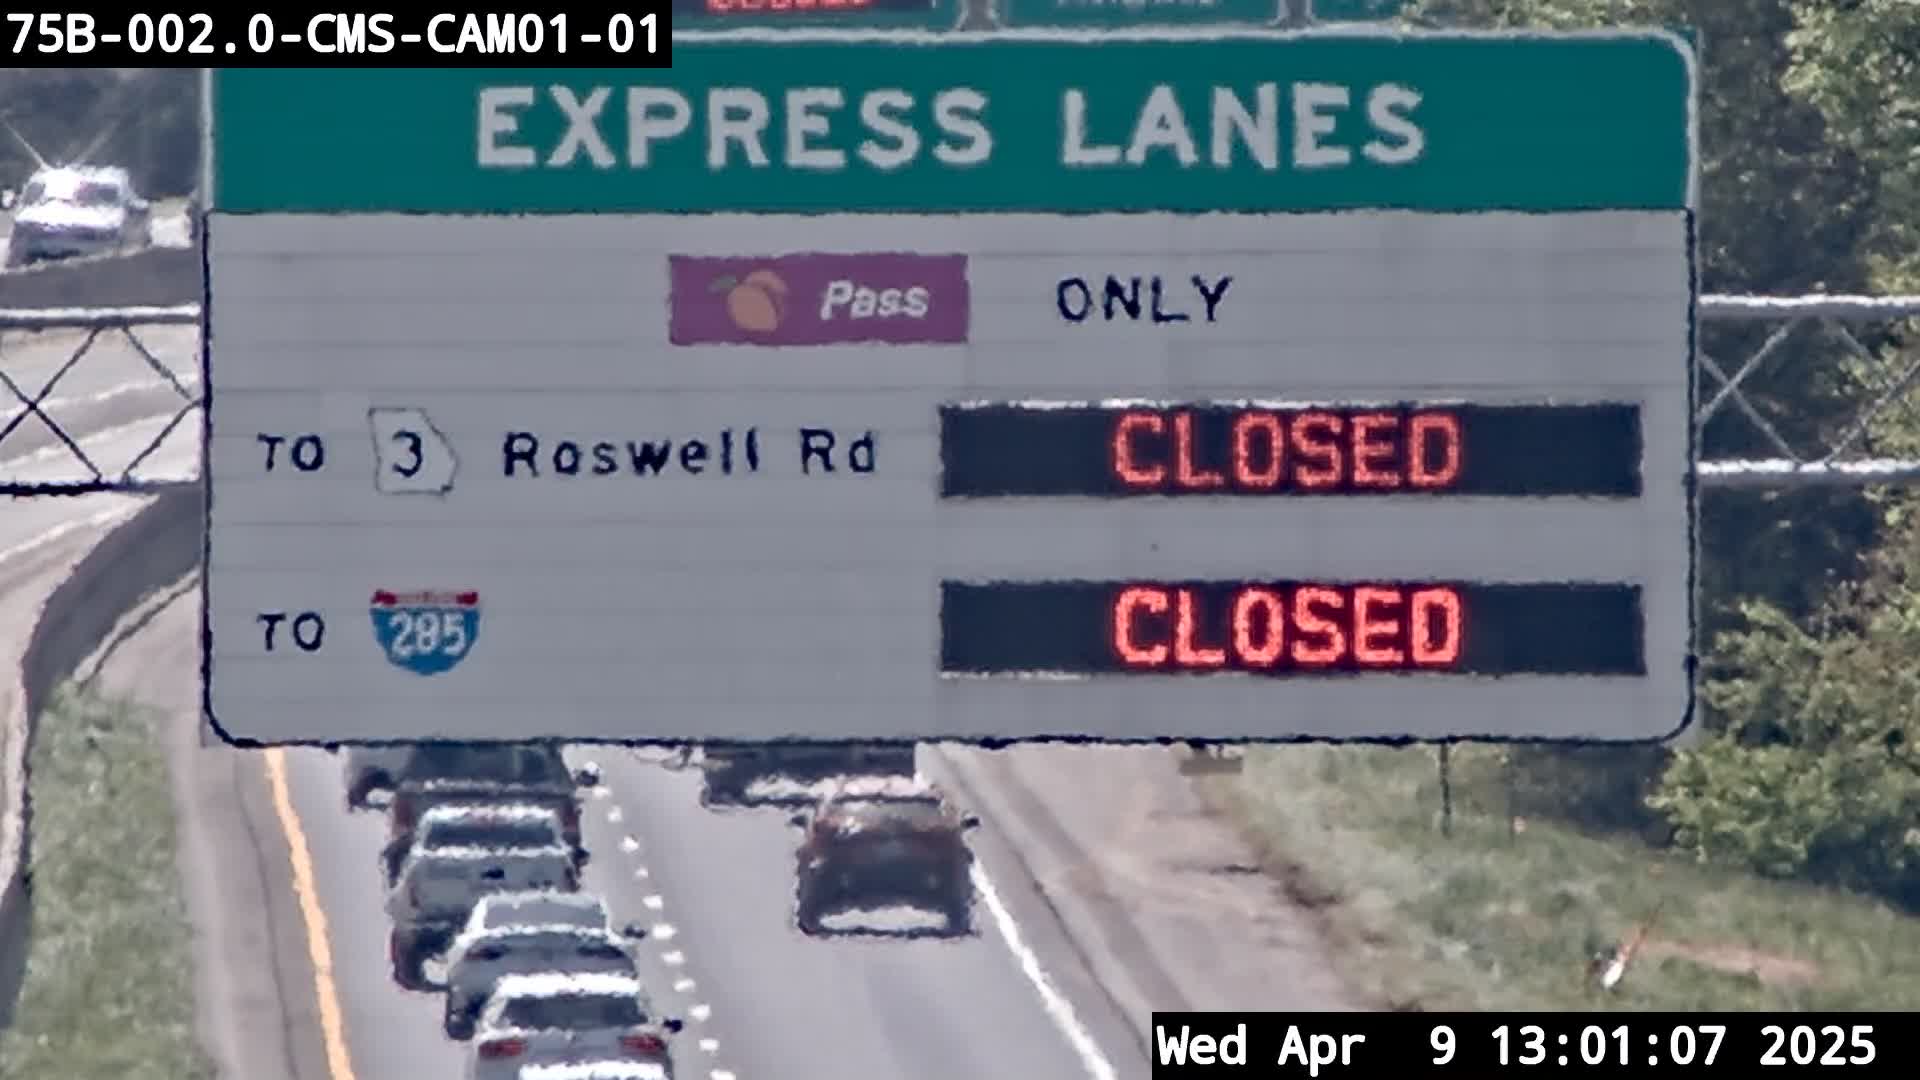 75B-002.0-CMS-CAM01-01
EXPRESS LANES
Pass ONLY
TO 3 Roswell Rd CLOSED
TO 285 CLOSED
Wed Apr 9 13:01:07 2025